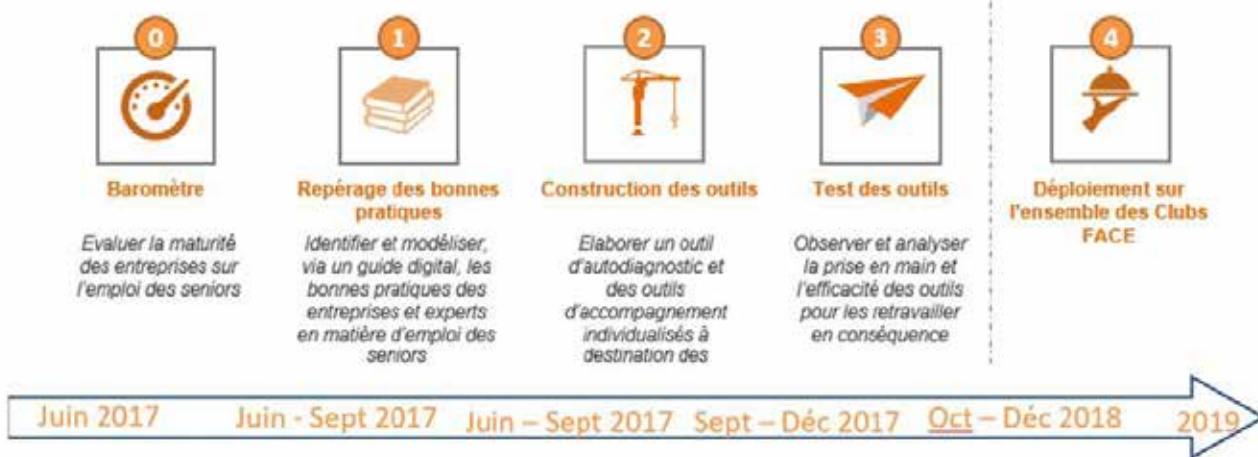 0
Baromètre
Evaluer la maturité
des entreprises sur
l'emploi des seniors
1
Repérage des bonnes
pratiques
Identifier et modéliser,
via un guide digital, les
bonnes pratiques des
entreprises et experts
en matière d'emploi des
seniors
2
Construction des outils
Elaborer un outil
d'autodiagnostic et
des outils
d'accompagnement
individualisés à
destination des
3
Test des outils
Observer et analyser
la prise en main et
l'efficacité des outils
pour les retravailler
en conséquence
4
Déploiement sur
l'ensemble des Clubs
FACE
Juin 2017
Juin - Sept 2017
Juin – Sept 2017
Sept – Déc 2017
Oct – Déc 2018
2019